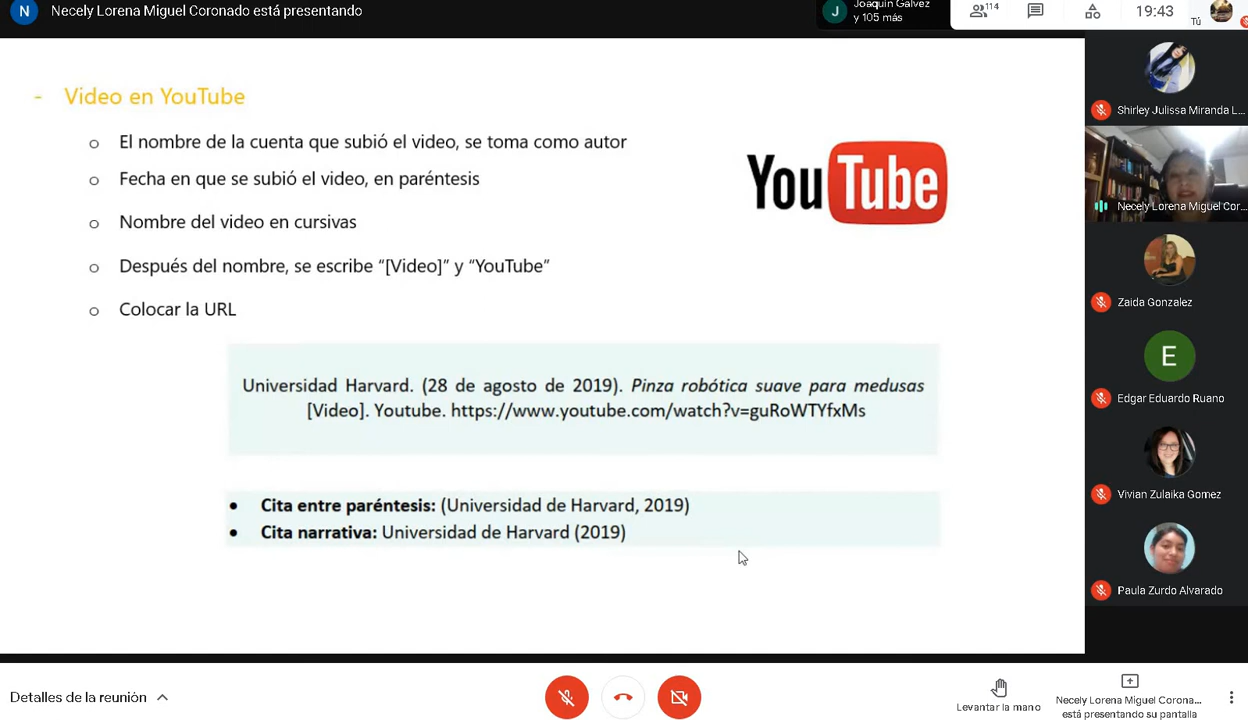 N Necely Lorena Miguel Coronado está presentando
J Joaquin Galvez
y 105 más
114
19:43
Tú
- Video en YouTube
o El nombre de la cuenta que subió el video, se toma como autor
o Fecha en que se subió el video, en paréntesis
o Nombre del video en cursivas
o Después del nombre, se escribe “[Video]” y “YouTube”
o Colocar la URL
YouTube
Universidad Harvard. (28 de agosto de 2019). Pinza robótica suave para medusas
[Video]. Youtube. https://www.youtube.com/watch?v=guRoWTYfxMs
• Cita entre paréntesis: (Universidad de Harvard, 2019)
• Cita narrativa: Universidad de Harvard (2019)
Shirley Julissa Miranda L...
Necely Lorena Miguel Cor...
Zaida Gonzalez
E
Edgar Eduardo Ruano
Vivian Zulaika Gomez
Paula Zurdo Alvarado
Detalles de la reunión
Levantar la mano
Necely Lorena Miguel Corona...
está presentando su pantalla